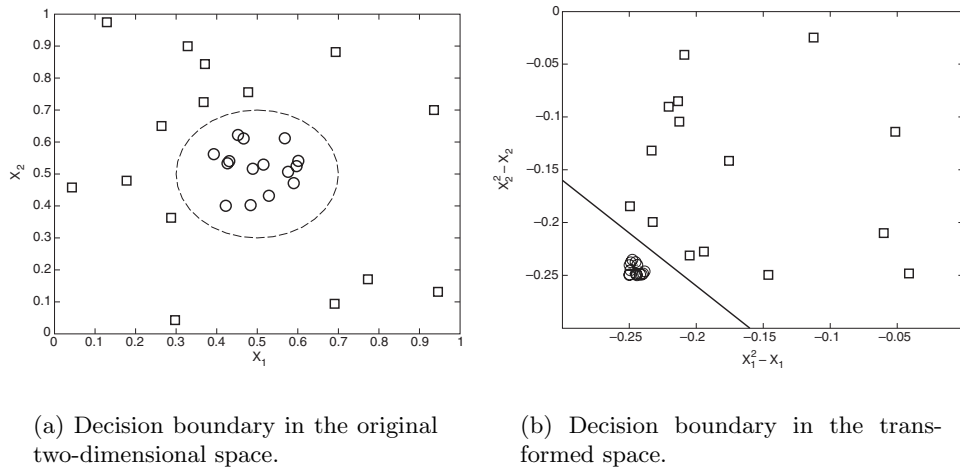 1
0.9
0.8
0.7
0.6
0.5
0.4
0.3
0.2
0.1
0
X₂
0 0.1 0.2 0.3 0.4 0.5 0.6 0.7 0.8 0.9 1
X₁
(a) Decision boundary in the original
two-dimensional space.
0
−0.05
−0.1
−0.15
−0.2
−0.25
X₂² − X₂
−0.25 −0.2 −0.15 −0.1 −0.05 0
X₁² − X₁
(b) Decision boundary in the trans-
formed space.